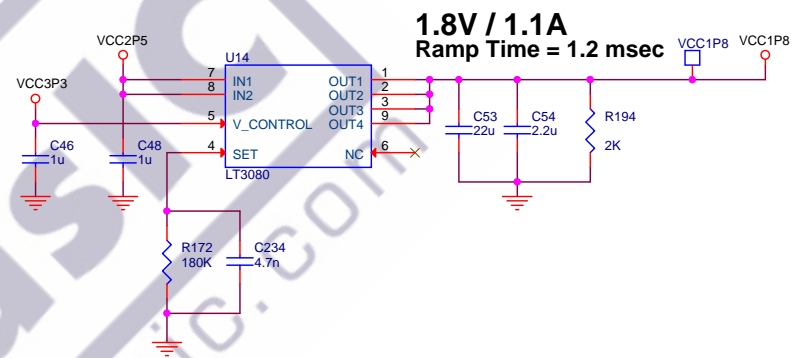 1.8V / 1.1A
Ramp Time = 1.2 msec
VCC2P5
VCC1P8
VCC1P8
U14
VCC3P3
7
IN1
OUT1
1
8
IN2
OUT2
2
OUT3
3
5
V_CONTROL
OUT4
9
4
SET
NC
6
LT3080
C46
1u
C48
1u
C53
22u
C54
2.2u
R194
2K
R172
180K
C234
4.7n